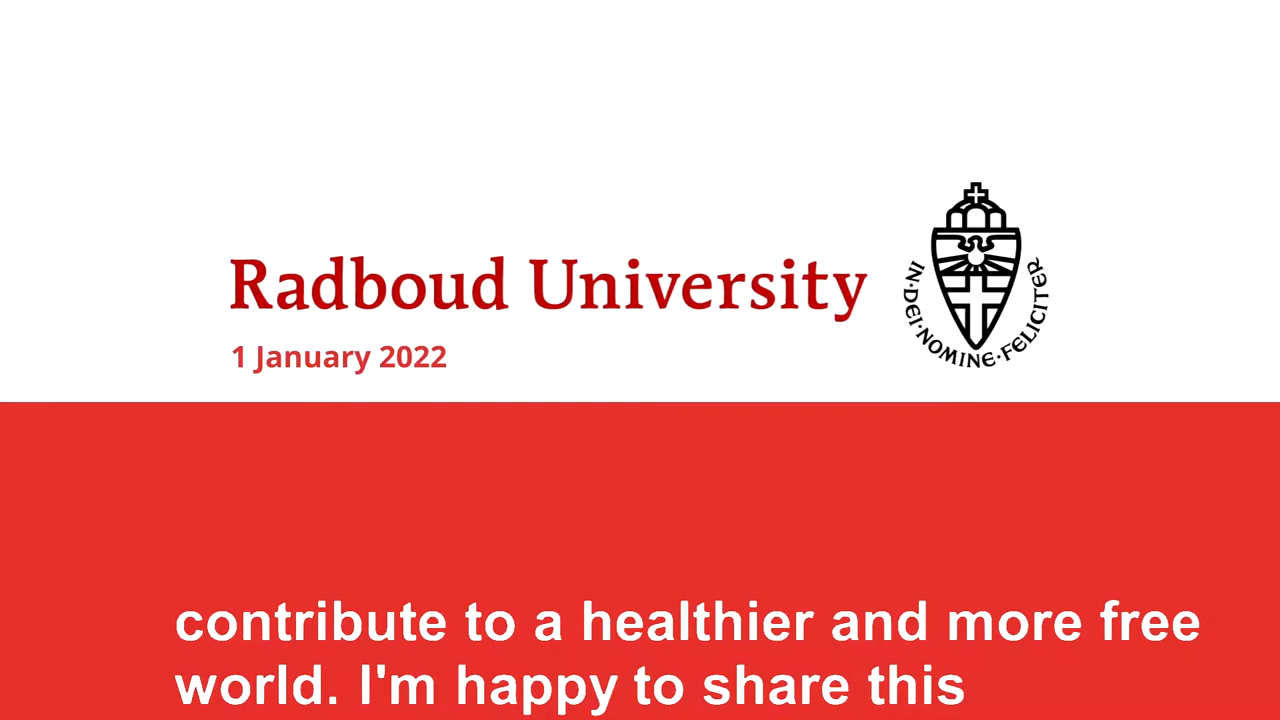 Radboud University
1 January 2022
IN·DEI·NOMINE·FELICITER
contribute to a healthier and more free
world. I'm happy to share this